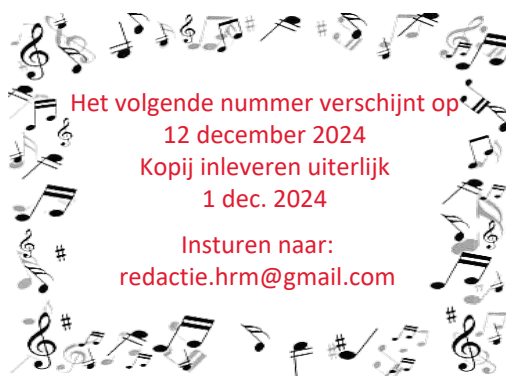 Het volgende nummer verschijnt op
12 december 2024
Kopij inleveren uiterlijk
1 dec. 2024
Insturen naar:
redactie.hrm@gmail.com